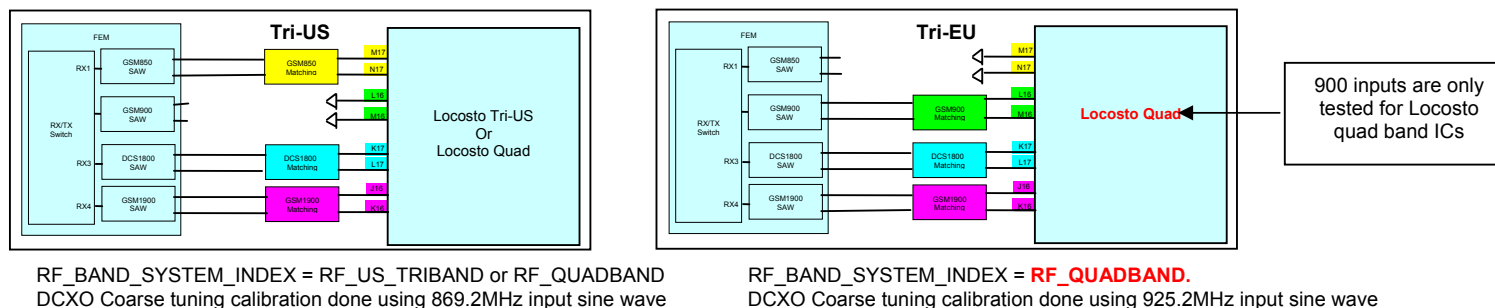 Tri-US
FEM
RX1
GSM850
SAW
GSM850
Matching
M17
N17
GSM900
SAW
L16
M16
RX/TX
Switch
Locosto Tri-US
Or
Locosto Quad
RX3
DCS1800
SAW
DCS1800
Matching
K17
L17
RX4
GSM1900
SAW
GSM1900
Matching
J16
K16
RF_BAND_SYSTEM_INDEX = RF_US_TRIBAND or RF_QUADBAND
DCXO Coarse tuning calibration done using 869.2MHz input sine wave
Tri-EU
FEM
RX1
GSM850
SAW
M17
N17
GSM900
SAW
GSM900
Matching
L16
M16
RX/TX
Switch
Locosto Quad
RX3
DCS1800
SAW
DCS1800
Matching
K17
L17
RX4
GSM1900
SAW
GSM1900
Matching
J16
K16
900 inputs are only
tested for Locosto
quad band ICs
RF_BAND_SYSTEM_INDEX = RF_QUADBAND.
DCXO Coarse tuning calibration done using 925.2MHz input sine wave